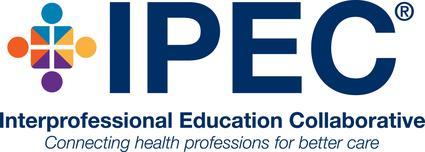 IPEC®
Interprofessional Education Collaborative
Connecting health professions for better care